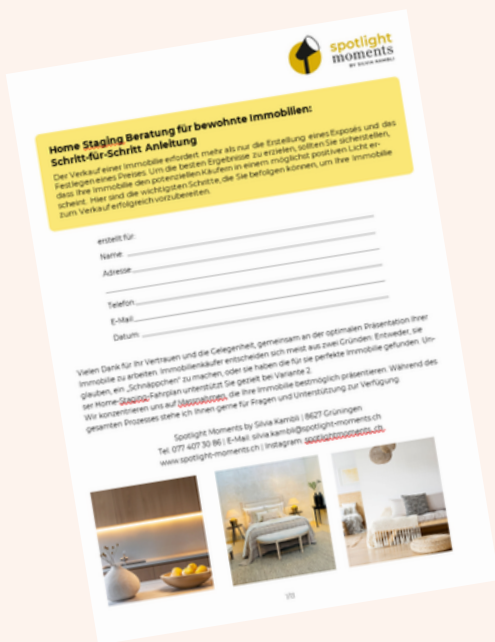 spotlight
moments
BY SILVIA KAMBLI
Home Staging Beratung für bewohnte Immobilien:
Schritt-für-Schritt Anleitung
Der Verkauf einer Immobilie erfordert mehr als nur die Erstellung eines Exposés und das
Festlegen eines Preises. Um die besten Ergebnisse zu erzielen, sollten Sie sicherstellen,
dass Ihre Immobilie den potenziellen Käufern in einem möglichst positiven Licht er-
scheint. Hier sind die wichtigsten Schritte, die Sie befolgen können, um Ihre Immobilie
zum Verkauf erfolgreich vorzubereiten.
erstellt für:
Name:
Adresse:
Telefon:
E-Mail:
Datum:
Vielen Dank für Ihr Vertrauen und die Gelegenheit, gemeinsam an der optimalen Präsentation Ihrer
Immobilie zu arbeiten. Immobilienkäufer entscheiden sich meist aus zwei Gründen: Entweder, sie
glauben, ein „Schnäppchen" zu machen, oder sie haben die für sie perfekte Immobilie gefunden. Un-
ser Home-Staging-Fahrplan unterstützt Sie gezielt bei Variante 2.
Wir konzentrieren uns auf Massnahmen, die Ihre Immobilie bestmöglich präsentieren. Während des
gesamten Prozesses stehe ich Ihnen gerne für Fragen und Unterstützung zur Verfügung.
Spotlight Moments by Silvia Kambli | 8627 Grüningen
Tel. 077 407 30 86 | E-Mail: silvia.kambli@spotlight-moments.ch
www.spotlight-moments.ch | Instagram: spotlightmoments_ch